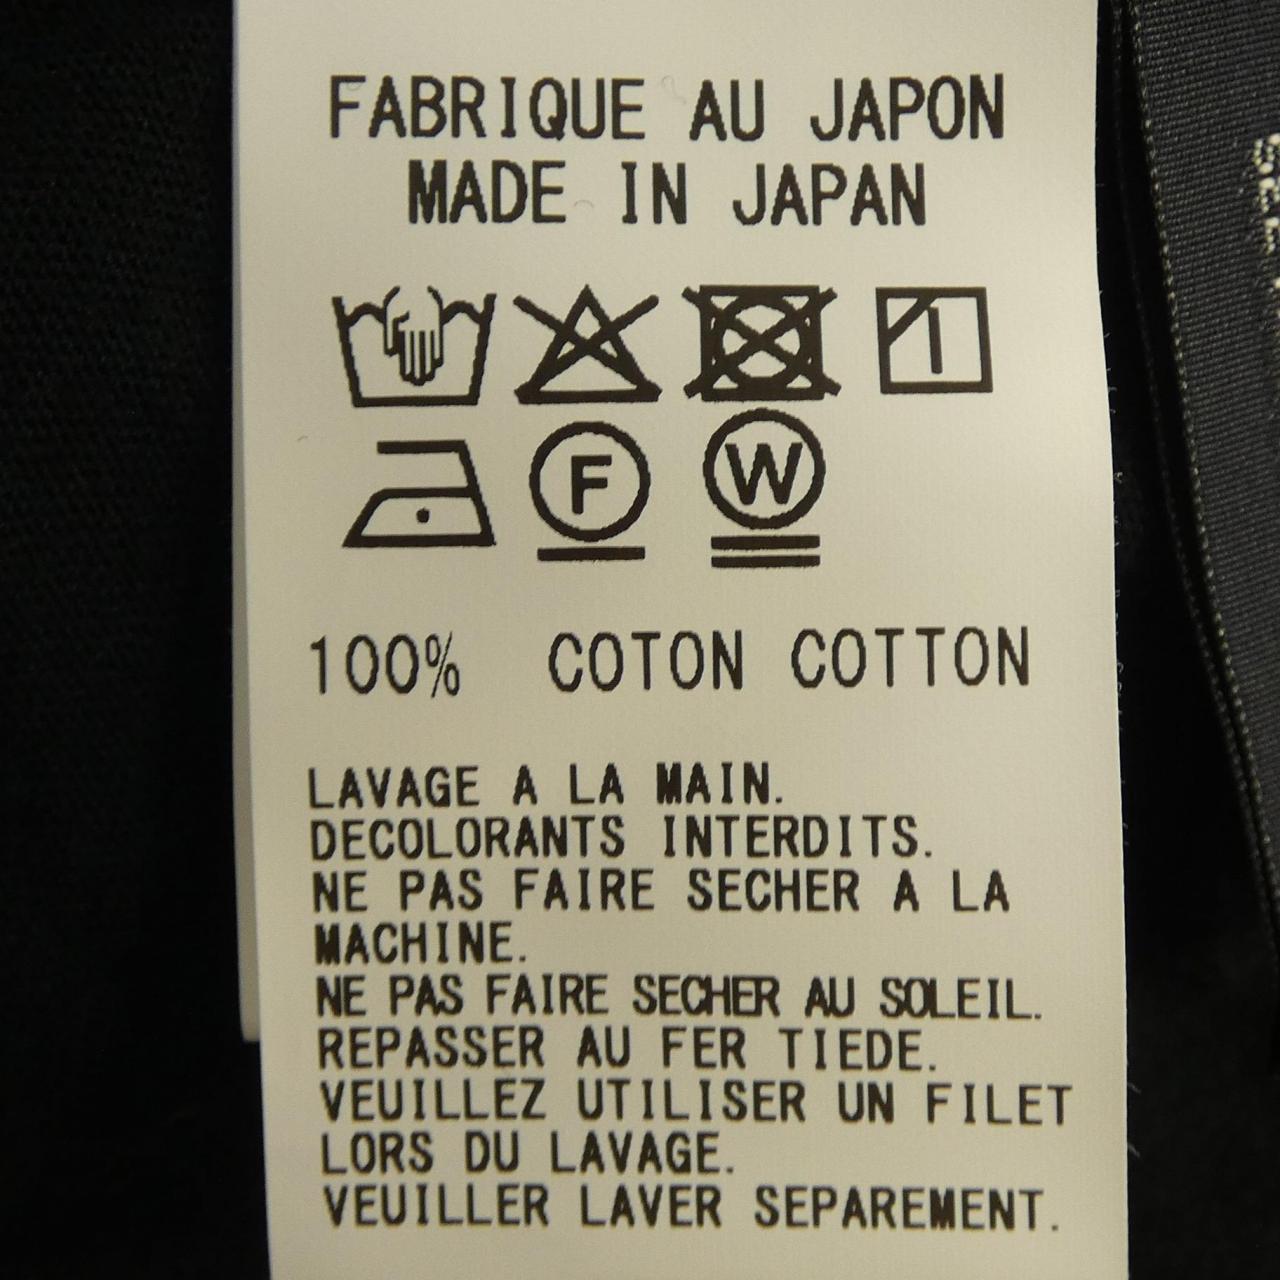 FABRIQUE AU JAPON
MADE IN JAPAN
F W
100% COTON COTTON
LAVAGE A LA MAIN.
DECOLORANTS INTERDITS.
NE PAS FAIRE SECHER A LA
MACHINE.
NE PAS FAIRE SECHER AU SOLEIL.
REPASSER AU FER TIEDE.
VEUILLEZ UTILISER UN FILET
LORS DU LAVAGE.
VEUILLER LAVER SEPAREMENT.